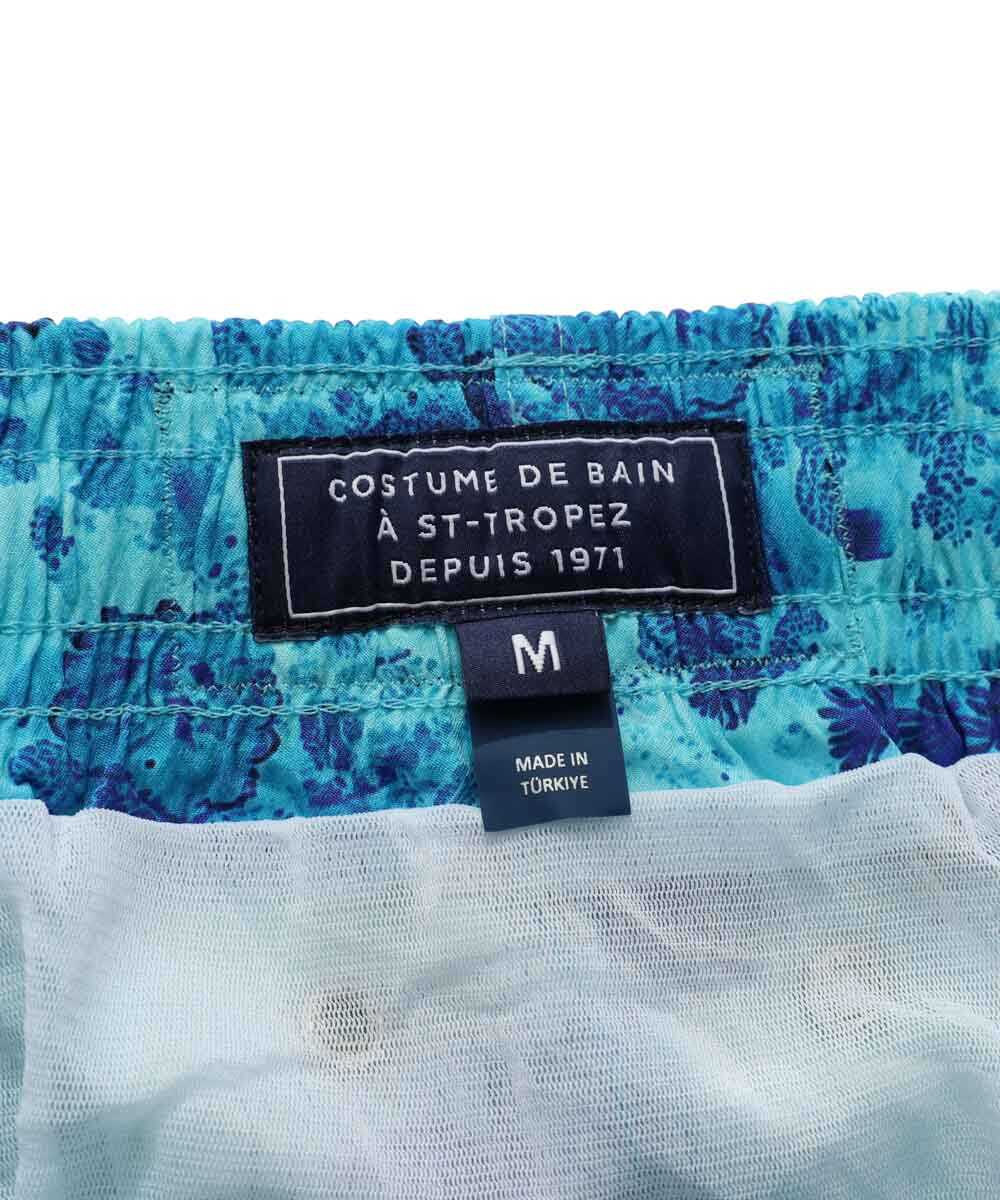 COSTUME DE BAIN
À ST-TROPEZ
DEPUIS 1971
M
MADE IN
TÜRKIYE